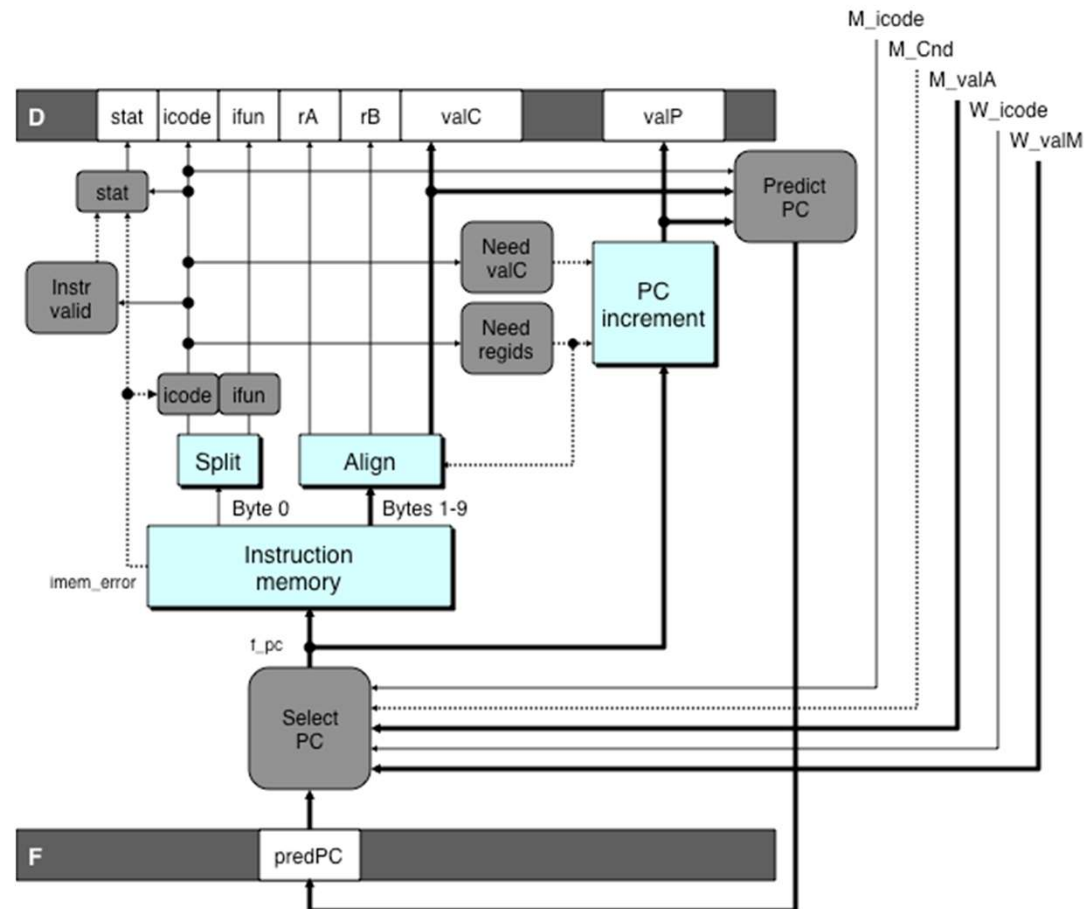 M_icode
M_Cnd
M_valA
W_icode
W_valM
D
stat
icode
ifun
rA
rB
valC
valP
stat
Predict
PC
Need
valC
Instr
valid
PC
increment
Need
regids
icode
ifun
Split
Align
Byte 0
Bytes 1-9
Instruction
memory
imem_error
f_pc
Select
PC
F
predPC